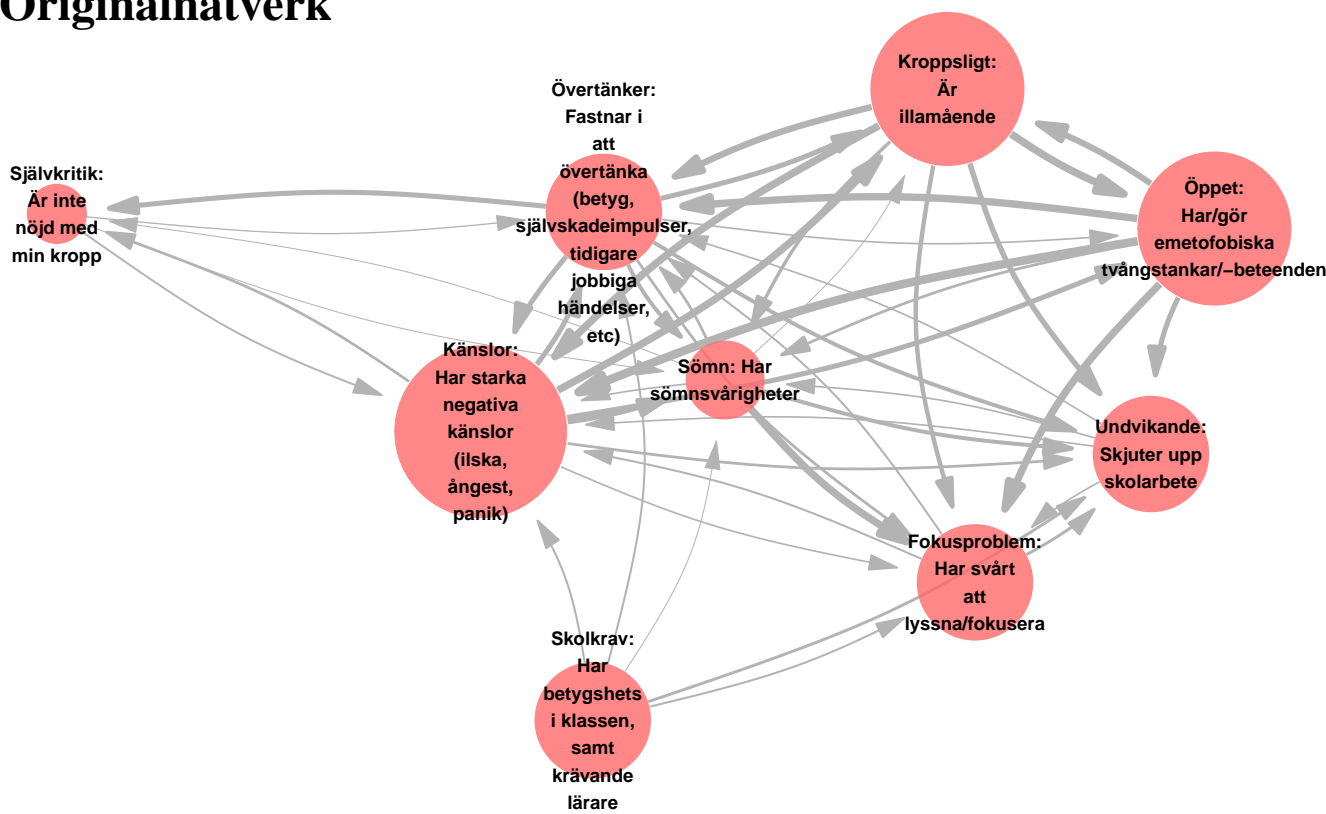 Originalnätverk
Kroppsligt:
Är
illamående
Övertänker:
Fastnar i
att
övertänka
(betyg,
självskadeimpulser,
tidigare
jobbiga
händelser,
etc)
Självkritik:
Är inte
nöjd med
min kropp
Öppet:
Har/gör
emetofobiska
tvångstankar/−beteenden
Känslor:
Har starka
negativa
känslor
(ilska,
ångest,
panik)
Sömn: Har
sömnsvårigheter
Undvikande:
Skjuter upp
skolarbete
Fokusproblem:
Har svårt
att
lyssna/fokusera
Skolkrav:
Har
betygshets
i klassen,
samt
krävande
lärare